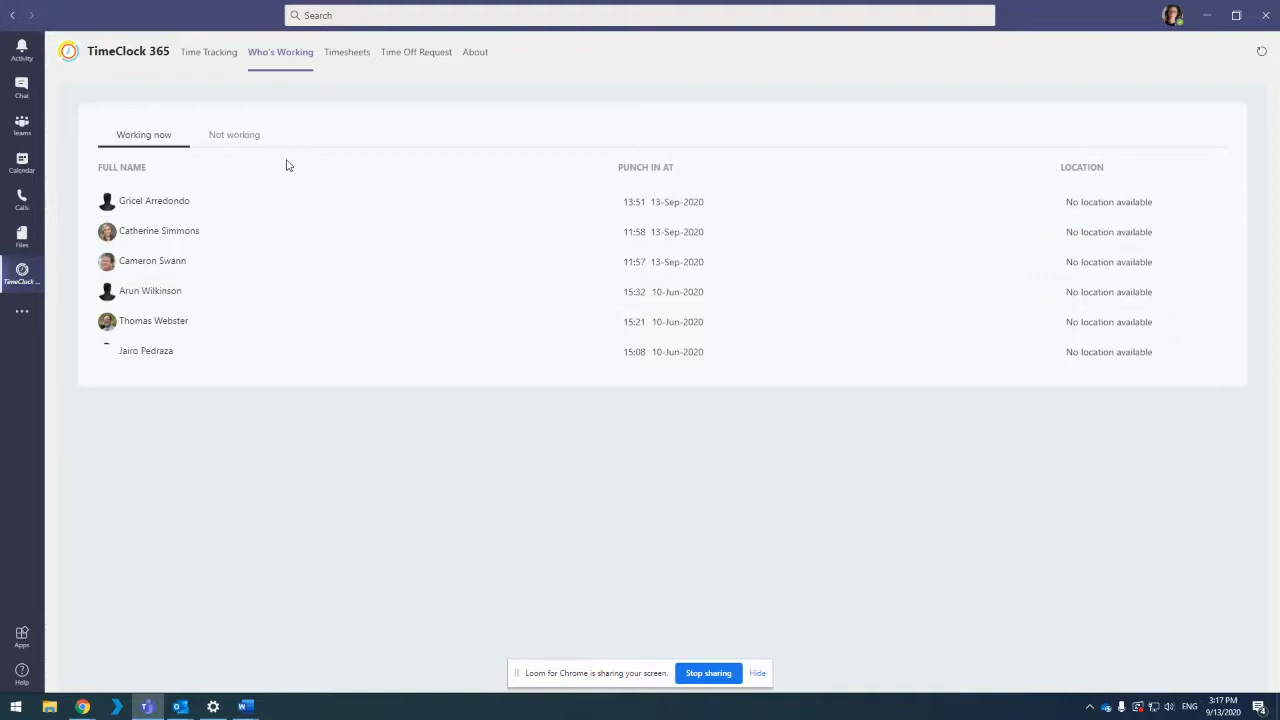 Search
TimeClock 365 Time Tracking Who's Working Timesheets Time Off Request About
Activity
Chat
Teams
Calendar
Calls
Files
TimeClock ...
Apps
Help
Working now Not working
FULL NAME PUNCH IN AT LOCATION
Gricel Arredondo 13:51 13-Sep-2020 No location available
Catherine Simmons 11:58 13-Sep-2020 No location available
Cameron Swann 11:57 13-Sep-2020 No location available
Arun Wilkinson 15:32 10-Jun-2020 No location available
Thomas Webster 15:21 10-Jun-2020 No location available
Jairo Pedraza 15:08 10-Jun-2020 No location available
Loom for Chrome is sharing your screen. Stop sharing Hide
ENG 3:17 PM
9/13/2020